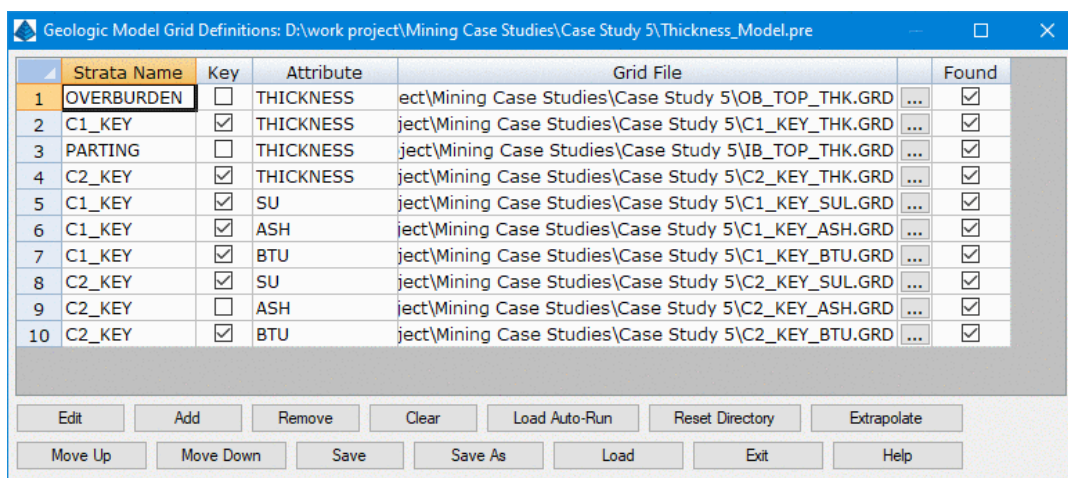 Geologic Model Grid Definitions: D:\work project\Mining Case Studies\Case Study 5\Thickness_Model.pre
Strata Name Key Attribute Grid File Found
1 OVERBURDEN THICKNESS ect\Mining Case Studies\Case Study 5\OB_TOP_THK.GRD ...
2 C1_KEY THICKNESS ject\Mining Case Studies\Case Study 5\C1_KEY_THK.GRD ...
3 PARTING THICKNESS ject\Mining Case Studies\Case Study 5\IB_TOP_THK.GRD ...
4 C2_KEY THICKNESS ject\Mining Case Studies\Case Study 5\C2_KEY_THK.GRD ...
5 C1_KEY SU ject\Mining Case Studies\Case Study 5\C1_KEY_SUL.GRD ...
6 C1_KEY ASH ject\Mining Case Studies\Case Study 5\C1_KEY_ASH.GRD ...
7 C1_KEY BTU ject\Mining Case Studies\Case Study 5\C1_KEY_BTU.GRD ...
8 C2_KEY SU ject\Mining Case Studies\Case Study 5\C2_KEY_SUL.GRD ...
9 C2_KEY ASH ject\Mining Case Studies\Case Study 5\C2_KEY_ASH.GRD ...
10 C2_KEY BTU ject\Mining Case Studies\Case Study 5\C2_KEY_BTU.GRD ...
Edit Add Remove Clear Load Auto-Run Reset Directory Extrapolate
Move Up Move Down Save Save As Load Exit Help